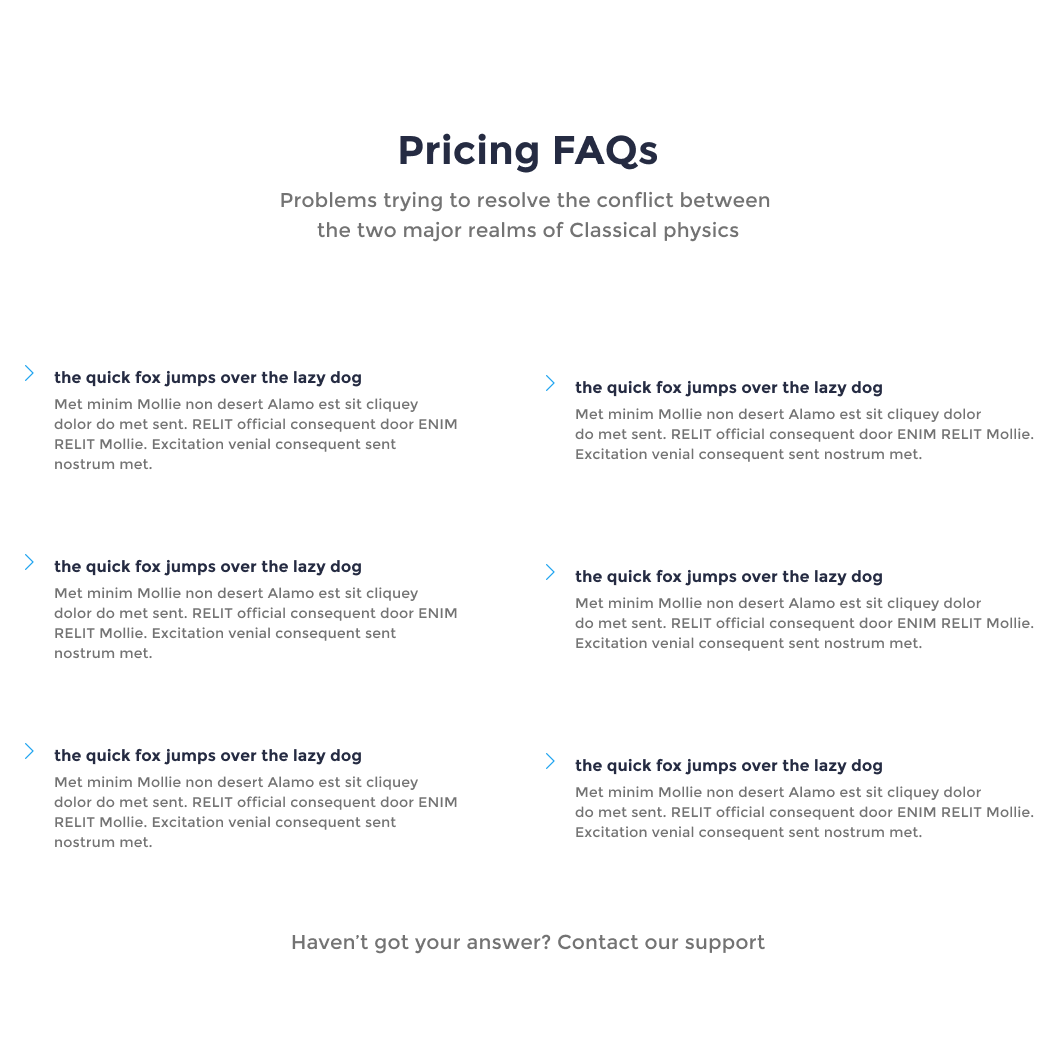 Pricing FAQs
Problems trying to resolve the conflict between
the two major realms of Classical physics
the quick fox jumps over the lazy dog
Met minim Mollie non desert Alamo est sit cliquey
dolor do met sent. RELIT official consequent door ENIM
RELIT Mollie. Excitation venial consequent sent
nostrum met.
the quick fox jumps over the lazy dog
Met minim Mollie non desert Alamo est sit cliquey dolor
do met sent. RELIT official consequent door ENIM RELIT Mollie.
Excitation venial consequent sent nostrum met.
the quick fox jumps over the lazy dog
Met minim Mollie non desert Alamo est sit cliquey
dolor do met sent. RELIT official consequent door ENIM
RELIT Mollie. Excitation venial consequent sent
nostrum met.
the quick fox jumps over the lazy dog
Met minim Mollie non desert Alamo est sit cliquey dolor
do met sent. RELIT official consequent door ENIM RELIT Mollie.
Excitation venial consequent sent nostrum met.
the quick fox jumps over the lazy dog
Met minim Mollie non desert Alamo est sit cliquey
dolor do met sent. RELIT official consequent door ENIM
RELIT Mollie. Excitation venial consequent sent
nostrum met.
the quick fox jumps over the lazy dog
Met minim Mollie non desert Alamo est sit cliquey dolor
do met sent. RELIT official consequent door ENIM RELIT Mollie.
Excitation venial consequent sent nostrum met.
Haven’t got your answer? Contact our support